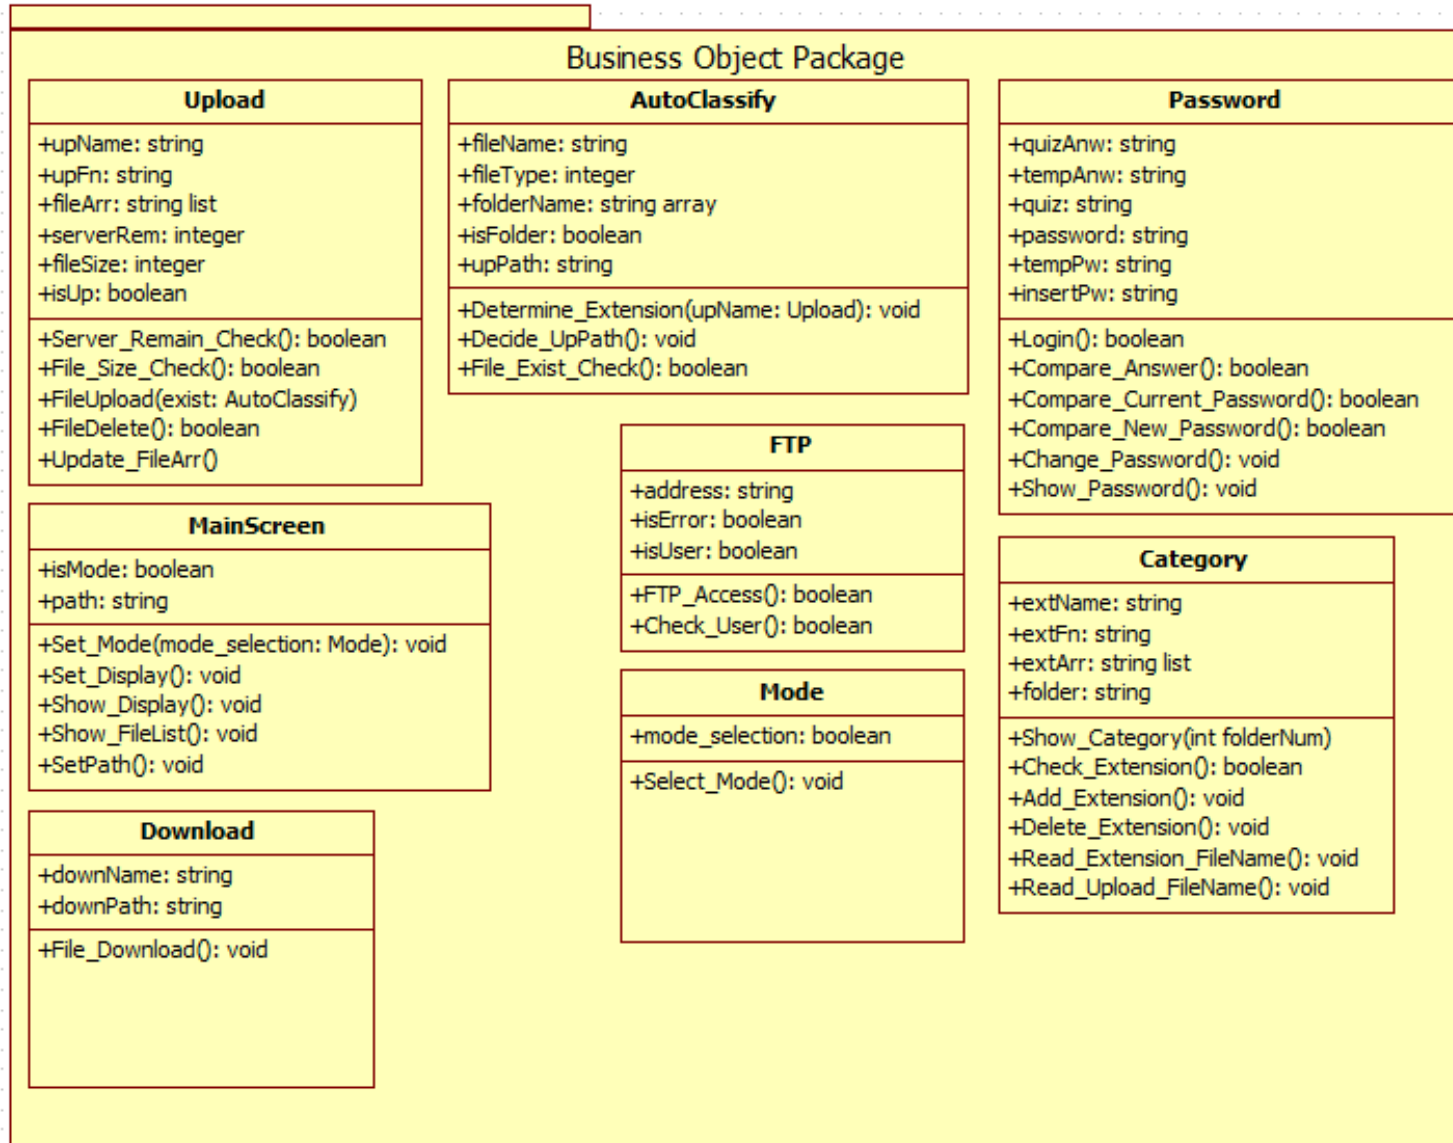 Business Object Package
Upload
+upName: string
+upFn: string
+fileArr: string list
+serverRem: integer
+fileSize: integer
+isUp: boolean
+Server_Remain_Check(): boolean
+File_Size_Check(): boolean
+FileUpload(exist: AutoClassify)
+FileDelete(): boolean
+Update_FileArr()
AutoClassify
+fileName: string
+fileType: integer
+folderName: string array
+isFolder: boolean
+upPath: string
+Determine_Extension(upName: Upload): void
+Decide_UpPath(): void
+File_Exist_Check(): boolean
Password
+quizAnw: string
+tempAnw: string
+quiz: string
+password: string
+tempPw: string
+insertPw: string
+Login(): boolean
+Compare_Answer(): boolean
+Compare_Current_Password(): boolean
+Compare_New_Password(): boolean
+Change_Password(): void
+Show_Password(): void
MainScreen
+isMode: boolean
+path: string
+Set_Mode(mode_selection: Mode): void
+Set_Display(): void
+Show_Display(): void
+Show_FileList(): void
+SetPath(): void
FTP
+address: string
+isError: boolean
+isUser: boolean
+FTP_Access(): boolean
+Check_User(): boolean
Category
+extName: string
+extFn: string
+extArr: string list
+folder: string
+Show_Category(int folderNum)
+Check_Extension(): boolean
+Add_Extension(): void
+Delete_Extension(): void
+Read_Extension_FileName(): void
+Read_Upload_FileName(): void
Mode
+mode_selection: boolean
+Select_Mode(): void
Download
+downName: string
+downPath: string
+File_Download(): void